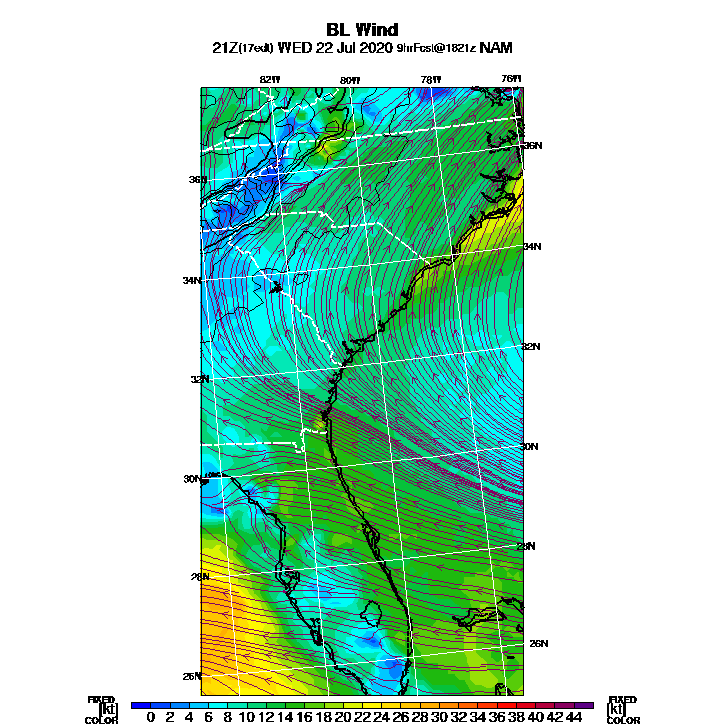 BL Wind
21Z(17edt) WED 22 Jul 2020 9hrFcst@1821z NAM
82W 80W 78W 76W
36N 36N
34N 34N
32N 32N
30N 30N
28N 28N
26N 26N
FIXED FIXED
[kt] [kt]
COLOR 0 2 4 6 8 10 12 14 16 18 20 22 24 26 28 30 32 34 36 38 40 42 44 COLOR